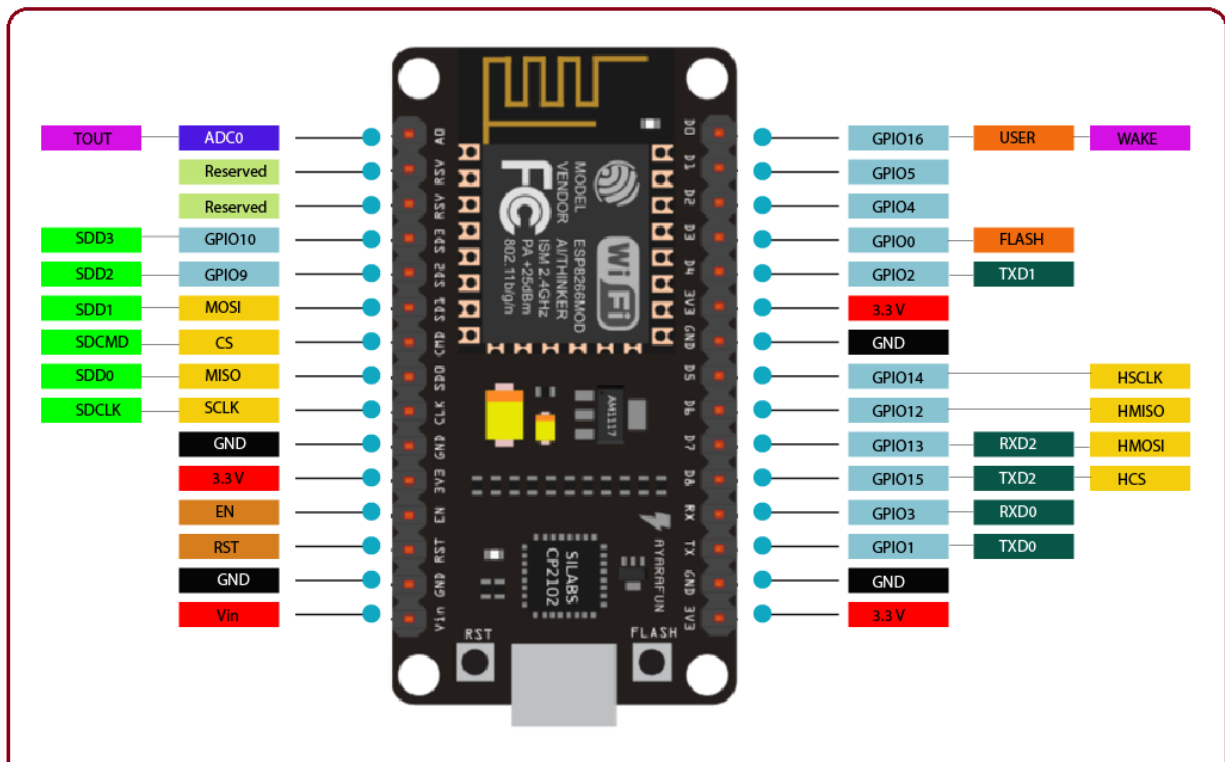 TOUT ADC0
Reserved
Reserved
SDD3 GPIO10
SDD2 GPIO9
SDD1 MOSI
SDCMD CS
SDD0 MISO
SDCLK SCLK
GND
3.3 V
EN
RST
GND
Vin
A0
RSV
RSV
SD3
SD2
SD1
CMD
SD0
CLK
GND
3V3
EN
RST
GND
Vin
MODEL ESP8266MOD
VENDOR AI/THINKER
ISM 2.4GHz
PA +25dBm
802.11b/g/n
FC
Wi Fi
AM1117
SILABS
CP2102
AYARAFUN
RST
FLASH
D0
D1
D2
D3
D4
3V3
GND
D5
D6
D7
D8
RX
TX
GND
3V3
GPIO16 USER WAKE
GPIO5
GPIO4
GPIO0 FLASH
GPIO2 TXD1
3.3 V
GND
GPIO14 HSCLK
GPIO12 HMISO
GPIO13 RXD2 HMOSI
GPIO15 TXD2 HCS
GPIO3 RXD0
GPIO1 TXD0
GND
3.3 V